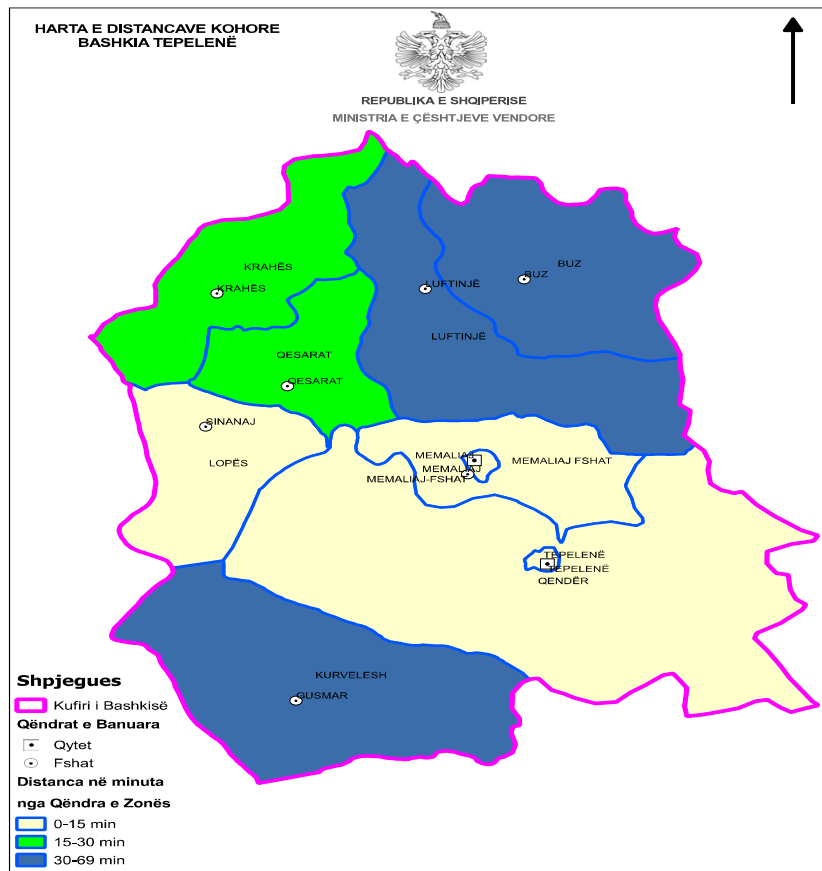 HARTA E DISTANCAVE KOHORE
BASHKIA TEPELENË
REPUBLIKA E SHQIPERISE
MINISTRIA E ÇËSHTJEVE VENDORE
KRAHËS
KRAHËS
BUZ
BUZ
LUFTINJË
LUFTINJË
QESARAT
QESARAT
SINANAJ
LOPËS
MEMALIAJ
MEMALIAJ FSHAT
MEMALIAJ
MEMALIAJ-FSHAT
TEPELENË
TEPELENË
QENDËR
KURVELESH
GUSMAR
Shpjegues
Kufiri i Bashkisë
Qëndrat e Banuara
Qytet
Fshat
Distanca në minuta
nga Qëndra e Zonës
0-15 min
15-30 min
30-69 min